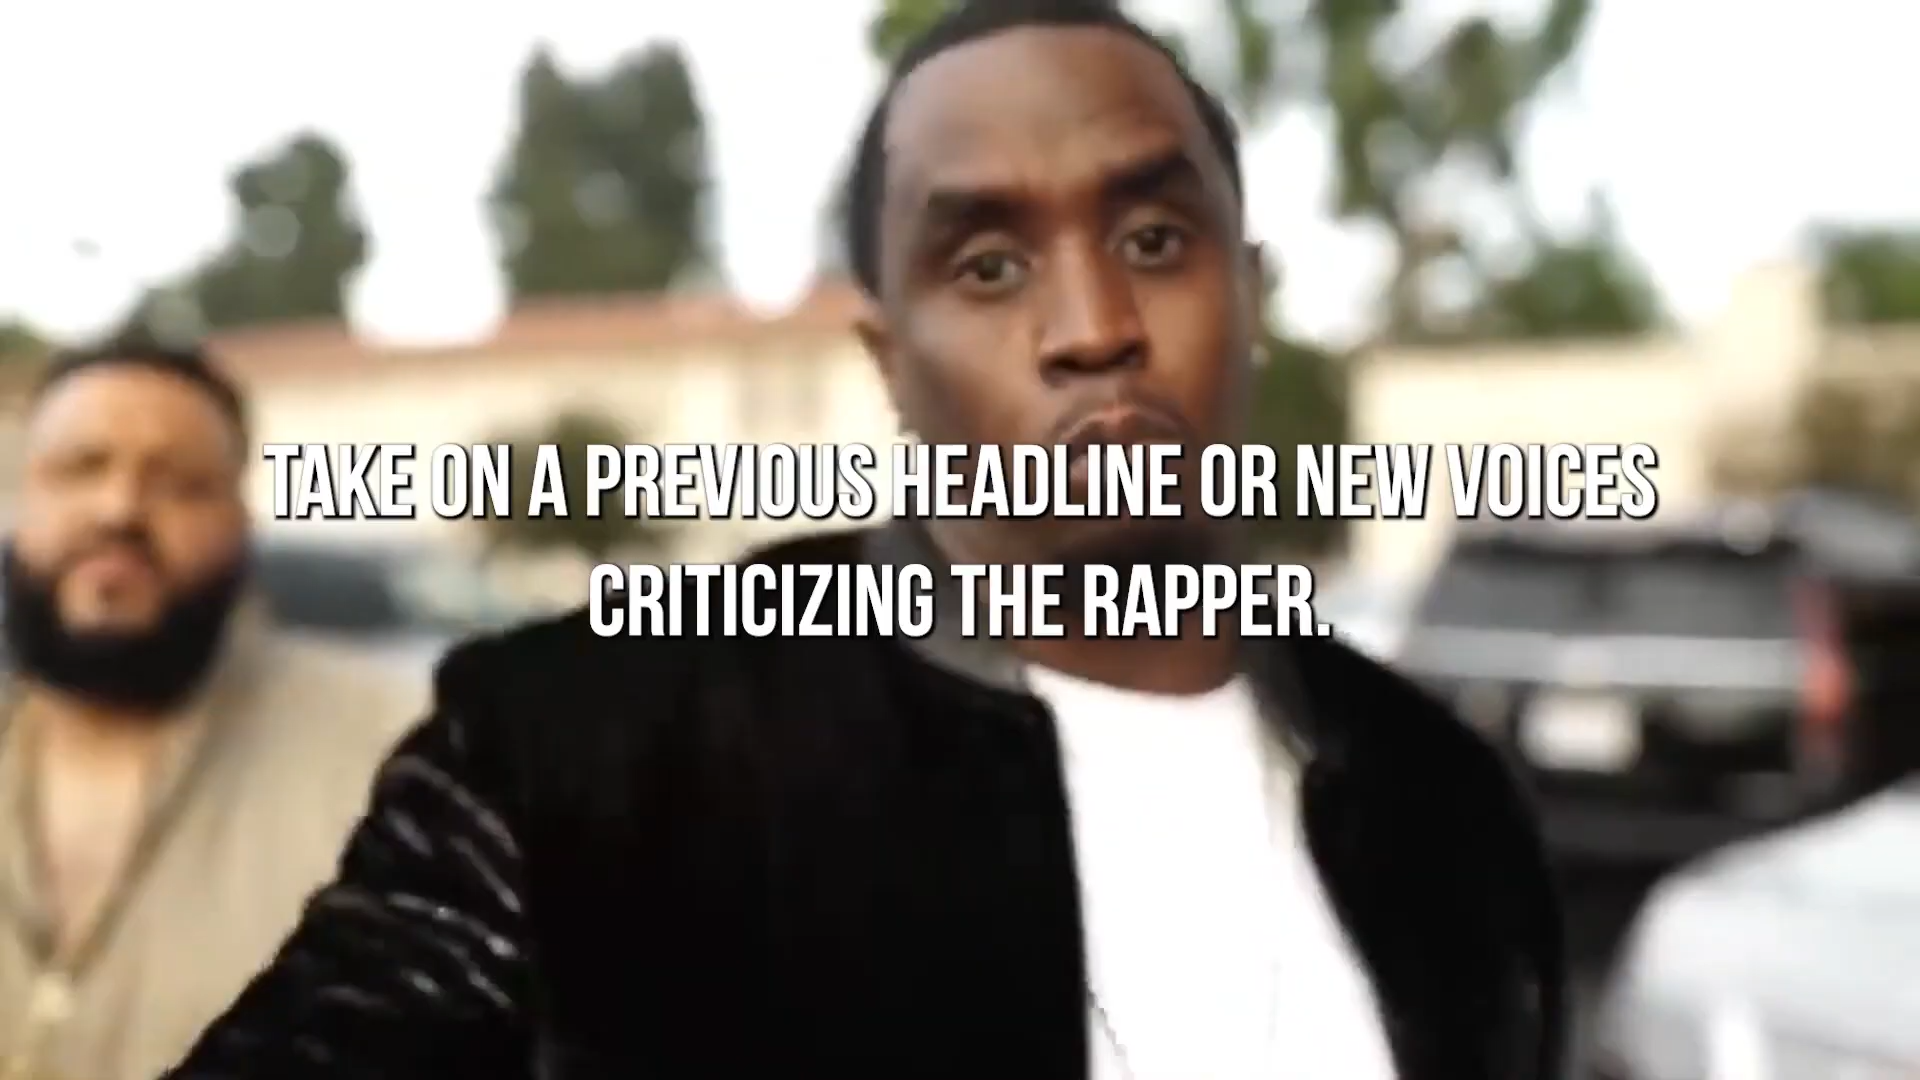 TAKE ON A PREVIOUS HEADLINE OR NEW VOICES
CRITICIZING THE RAPPER.